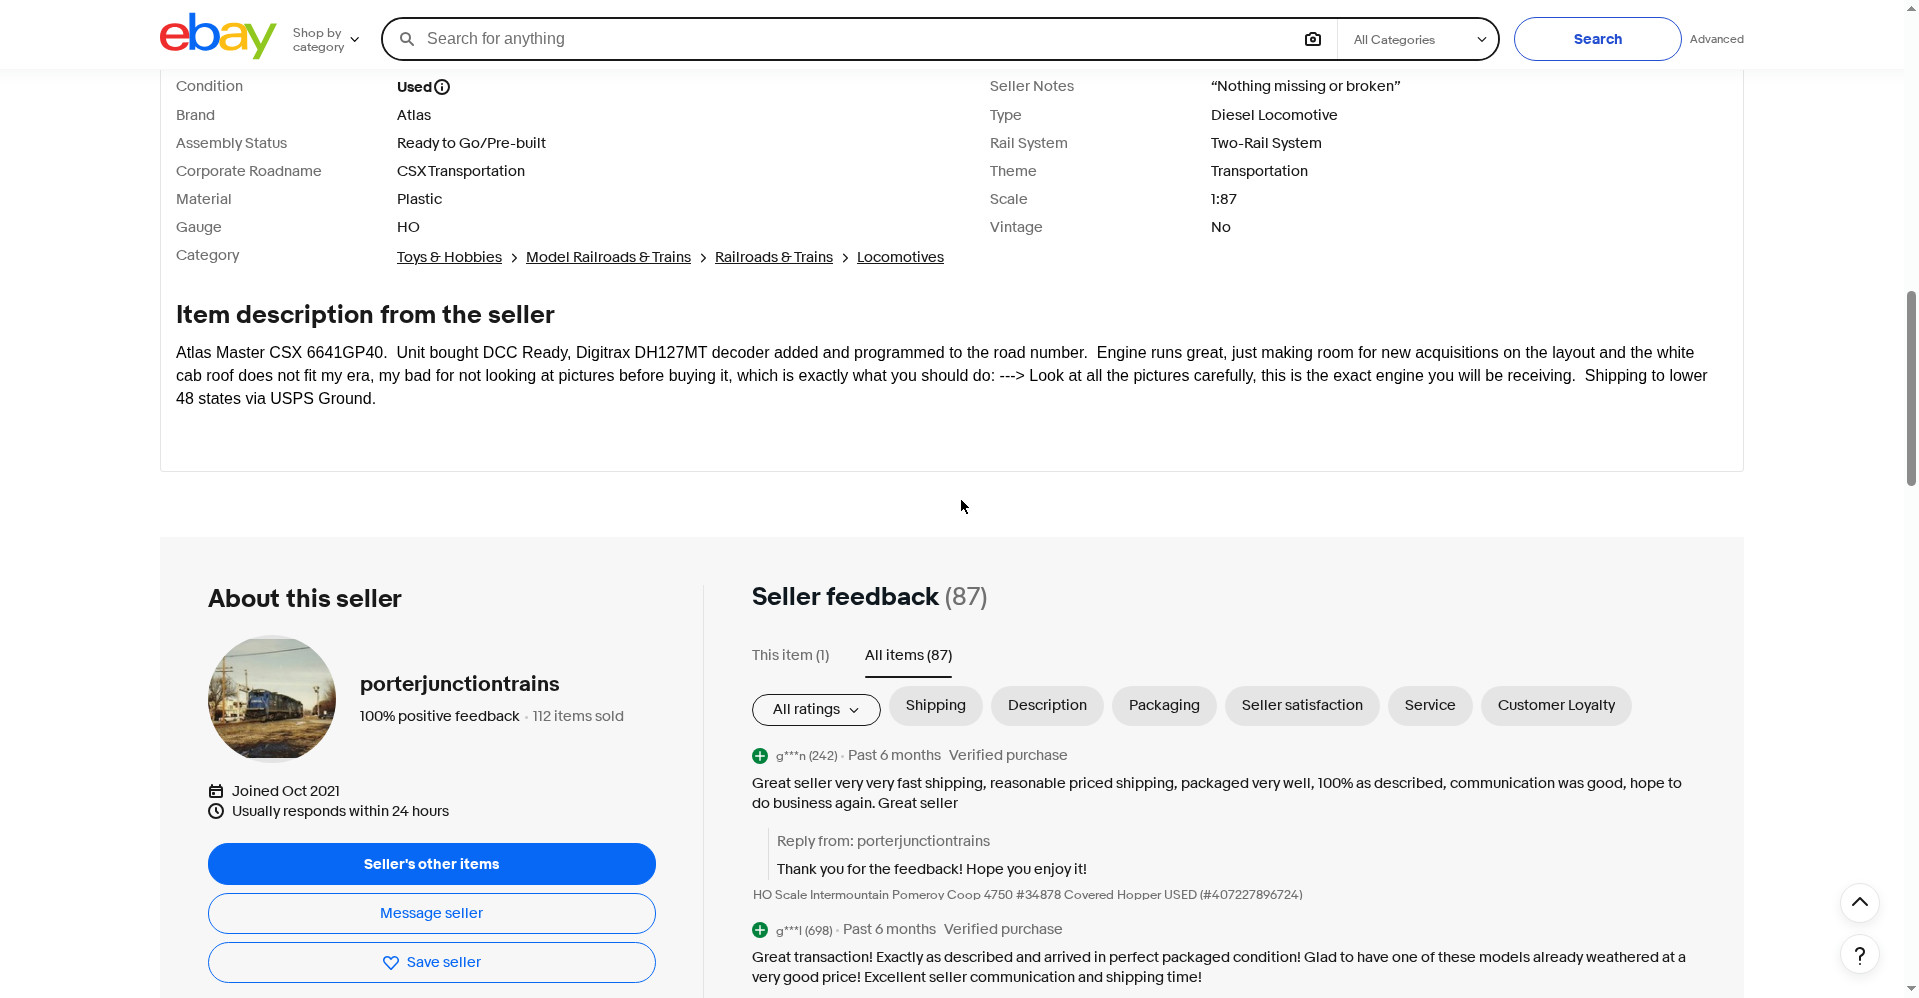 ebay
Shop by
category
Search for anything
All Categories
Search
Advanced
Condition
Used
Seller Notes
“Nothing missing or broken”
Brand
Atlas
Type
Diesel Locomotive
Assembly Status
Ready to Go/Pre-built
Rail System
Two-Rail System
Corporate Roadname
CSX Transportation
Theme
Transportation
Material
Plastic
Scale
1:87
Gauge
HO
Vintage
No
Category
Toys & Hobbies > Model Railroads & Trains > Railroads & Trains > Locomotives
Item description from the seller
Atlas Master CSX 6641GP40.  Unit bought DCC Ready, Digitrax DH127MT decoder added and programmed to the road number.  Engine runs great, just making room for new acquisitions on the layout and the white
cab roof does not fit my era, my bad for not looking at pictures before buying it, which is exactly what you should do: ---> Look at all the pictures carefully, this is the exact engine you will be receiving.  Shipping to lower
48 states via USPS Ground.
About this seller
porterjunctiontrains
100% positive feedback • 112 items sold
Joined Oct 2021
Usually responds within 24 hours
Seller's other items
Message seller
Save seller
Seller feedback (87)
This item (1)
All items (87)
All ratings
Shipping
Description
Packaging
Seller satisfaction
Service
Customer Loyalty
g***n (242) • Past 6 months Verified purchase
Great seller very very fast shipping, reasonable priced shipping, packaged very well, 100% as described, communication was good, hope to
do business again. Great seller
Reply from: porterjunctiontrains
Thank you for the feedback! Hope you enjoy it!
HO Scale Intermountain Pomeroy Coop 4750 #34878 Covered Hopper USED (#407227896724)
g***l (698) • Past 6 months Verified purchase
Great transaction! Exactly as described and arrived in perfect packaged condition! Glad to have one of these models already weathered at a
very good price! Excellent seller communication and shipping time!
?